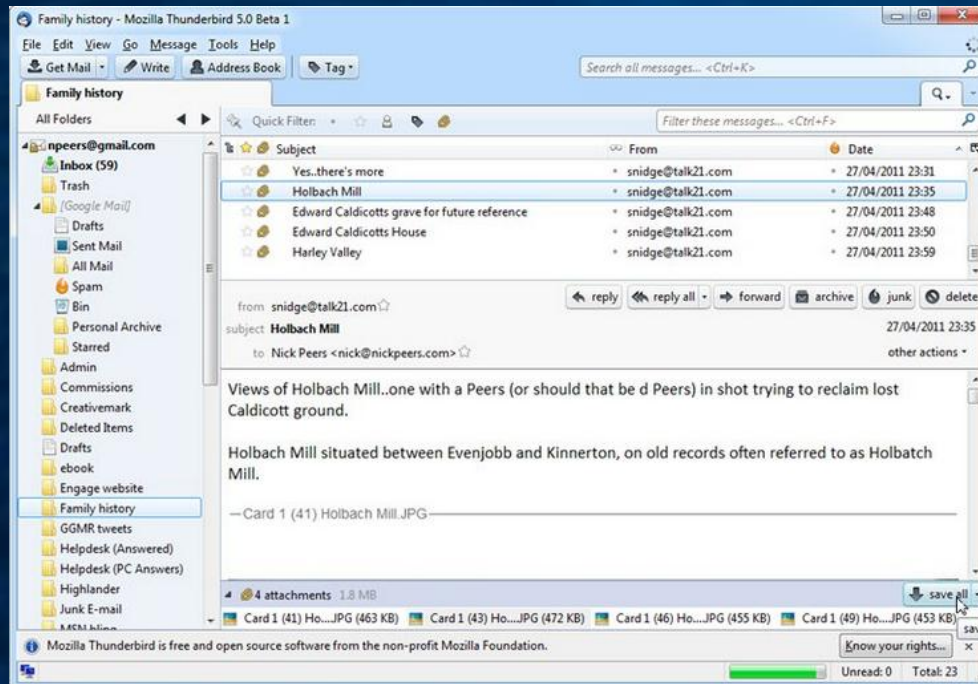 Family history - Mozilla Thunderbird 5.0 Beta 1
File Edit View Go Message Tools Help
Get Mail Write Address Book Tag Search all messages... <Ctrl+K>
Family history
All Folders Quick Filter: Filter these messages... <Ctrl+F>
npeers@gmail.com
Inbox (59)
Trash
[Google Mail]
Drafts
Sent Mail
All Mail
Spam
Bin
Personal Archive
Starred
Admin
Commissions
Creativemark
Deleted Items
Drafts
ebook
Engage website
Family history
GGMR tweets
Helpdesk (Answered)
Helpdesk (PC Answers)
Highlander
Junk E-mail
MSN bling
Subject From Date
Yes..there's more snidge@talk21.com 27/04/2011 23:31
Holbach Mill snidge@talk21.com 27/04/2011 23:35
Edward Caldicotts grave for future reference snidge@talk21.com 27/04/2011 23:48
Edward Caldicotts House snidge@talk21.com 27/04/2011 23:50
Harley Valley snidge@talk21.com 27/04/2011 23:59
reply reply all forward archive junk delete
from snidge@talk21.com
subject Holbach Mill 27/04/2011 23:35
to Nick Peers <nick@nickpeers.com> other actions
Views of Holbach Mill..one with a Peers (or should that be d Peers) in shot trying to reclaim lost
Caldicott ground.
Holbach Mill situated between Evenjobb and Kinnerton, on old records often referred to as Holbatch
Mill.
Card 1 (41) Holbach Mill.JPG
4 attachments 1.8 MB save all
Card 1 (41) Ho....JPG (463 KB) Card 1 (43) Ho....JPG (472 KB) Card 1 (46) Ho....JPG (455 KB) Card 1 (49) Ho....JPG (453 KB)
Mozilla Thunderbird is free and open source software from the non-profit Mozilla Foundation. Know your rights...
Unread: 0 Total: 23